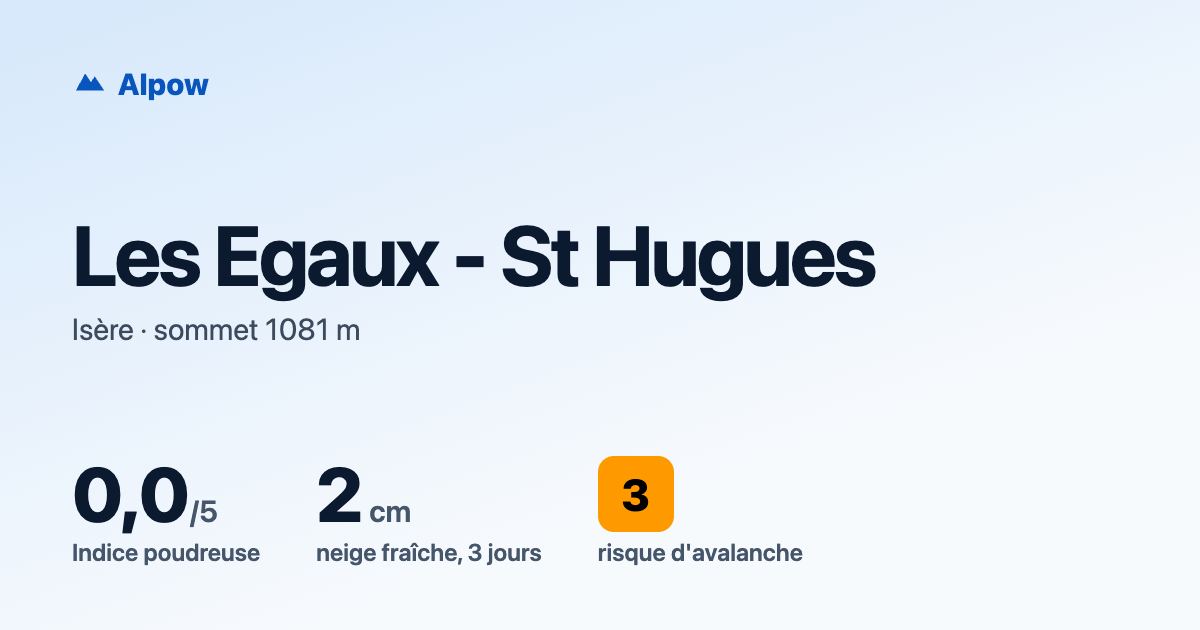 Alpow
Les Egaux - St Hugues
Isère · sommet 1081 m
0,0/5
Indice poudreuse
2 cm
neige fraîche, 3 jours
3
risque d'avalanche